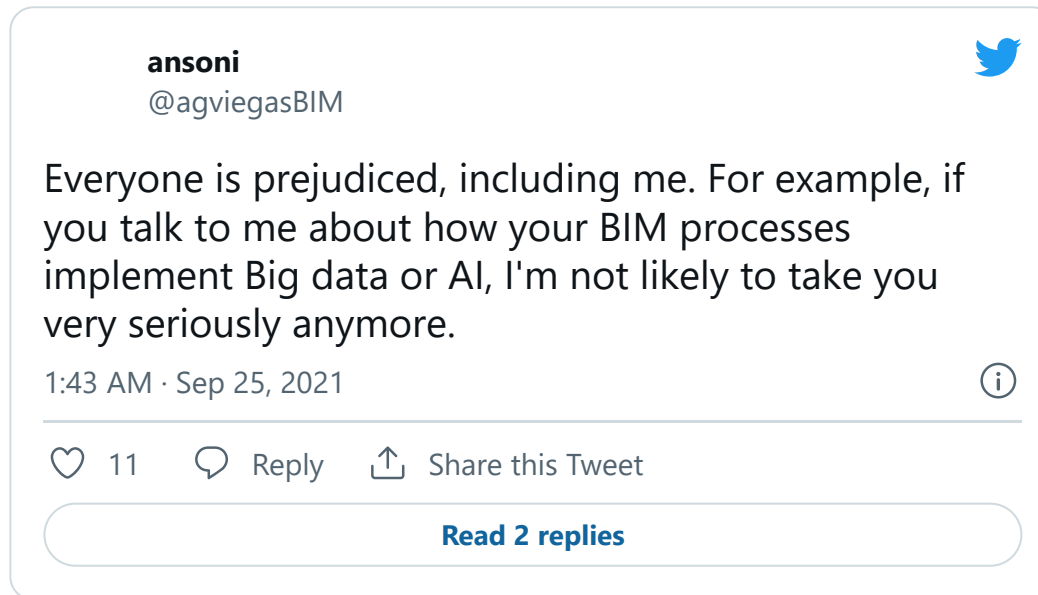 ansoni
@agviegasBIM
Everyone is prejudiced, including me. For example, if
you talk to me about how your BIM processes
implement Big data or AI, I'm not likely to take you
very seriously anymore.
1:43 AM · Sep 25, 2021
11 Reply Share this Tweet
Read 2 replies